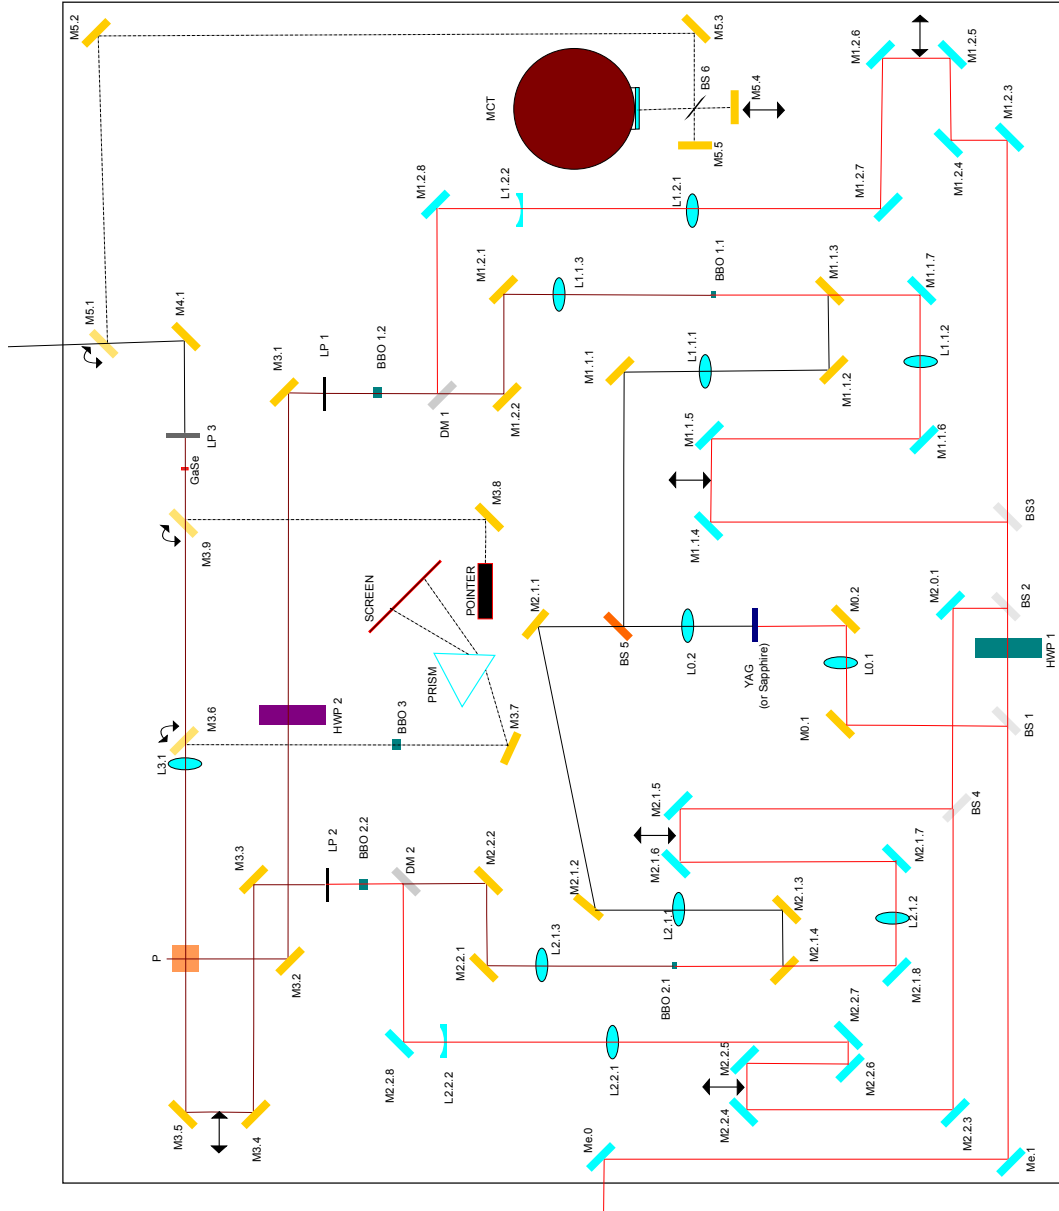 M5.2
M5.3
M1.2.6
M1.2.5
BS 6
M5.4
MCT
M5.5
M1.2.3
M1.2.4
M1.2.8
L1.2.2
L1.2.1
M1.2.7
M5.1
M4.1
M1.2.1
L1.1.3
BBO 1.1
M1.1.3
M1.1.7
M3.1
LP 1
BBO 1.2
DM 1
M1.2.2
M1.1.1
L1.1.1
M1.1.2
L1.1.2
LP 3
GaSe
M1.1.5
M1.1.6
M3.9
M3.8
M1.1.4
BS3
SCREEN
POINTER
M2.1.1
BS 5
L0.2
YAG
(or Sapphire)
M0.2
L0.1
M0.1
M2.0.1
BS 2
HWP 1
BS 1
M3.6
L3.1
HWP 2
BBO 3
PRISM
M3.7
M2.1.5
M2.1.6
BS 4
M2.1.7
M3.3
LP 2
BBO 2.2
DM 2
M2.2.2
M2.1.2
L2.1.1
M2.1.3
L2.1.2
P
M3.2
M2.2.1
L2.1.3
BBO 2.1
M2.1.4
M2.1.8
M2.2.8
L2.2.2
L2.2.1
M2.2.5
M2.2.7
M2.2.6
M3.5
M3.4
M2.2.4
M2.2.3
Me.0
Me.1